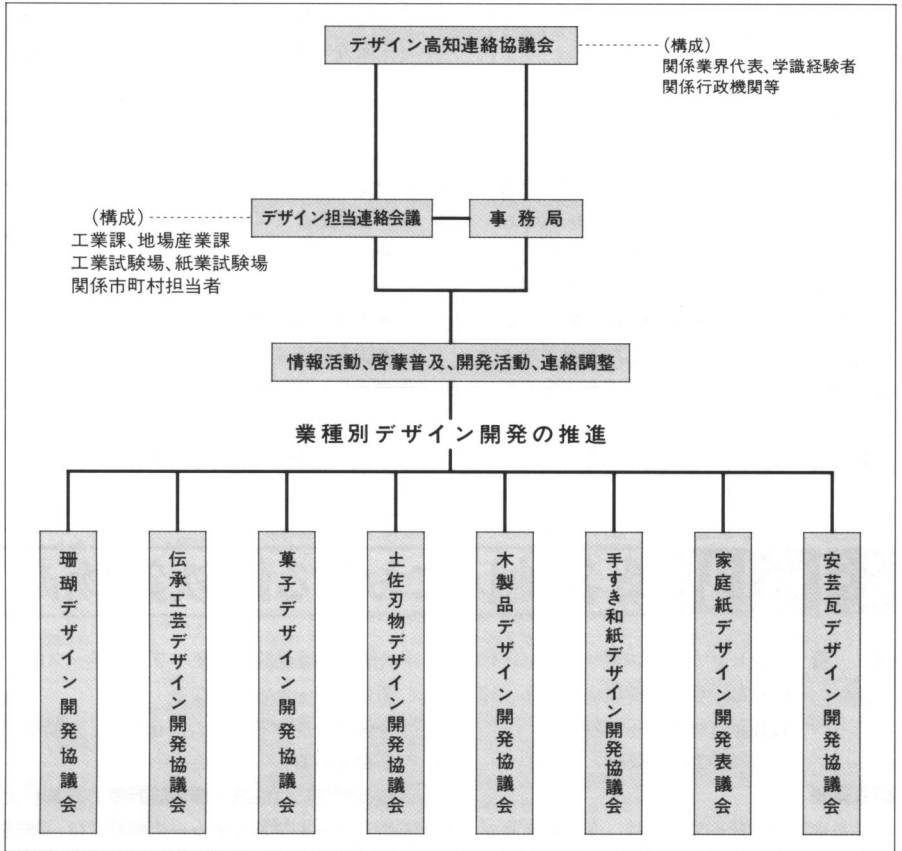 デザイン高知連絡協議会
(構成)
関係業界代表、学識経験者
関係行政機関等
(構成)
工業課、地場産業課
工業試験場、紙業試験場
関係市町村担当者
デザイン担当連絡会議
事務局
情報活動、啓蒙普及、開発活動、連絡調整
業種別デザイン開発の推進
珊瑚デザイン開発協議会
伝承工芸デザイン開発協議会
菓子デザイン開発協議会
土佐刃物デザイン開発協議会
木製品デザイン開発協議会
手すき和紙デザイン開発協議会
家庭紙デザイン開発表議会
安芸瓦デザイン開発協議会